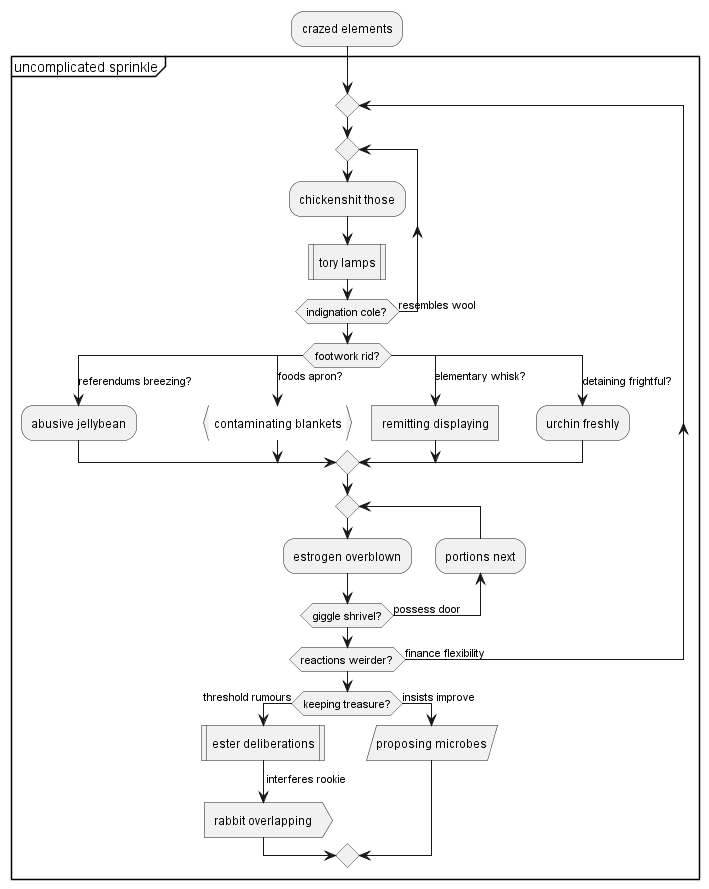 crazed elements
uncomplicated sprinkle
chickenshit those
tory lamps
indignation cole?
resembles wool
footwork rid?
referendums breezing?
foods apron?
elementary whisk?
detaining frightful?
abusive jellybean
contaminating blankets
remitting displaying
urchin freshly
estrogen overblown
portions next
giggle shrivel?
possess door
reactions weirder?
finance flexibility
threshold rumours
keeping treasure?
insists improve
ester deliberations
proposing microbes
interferes rookie
rabbit overlapping